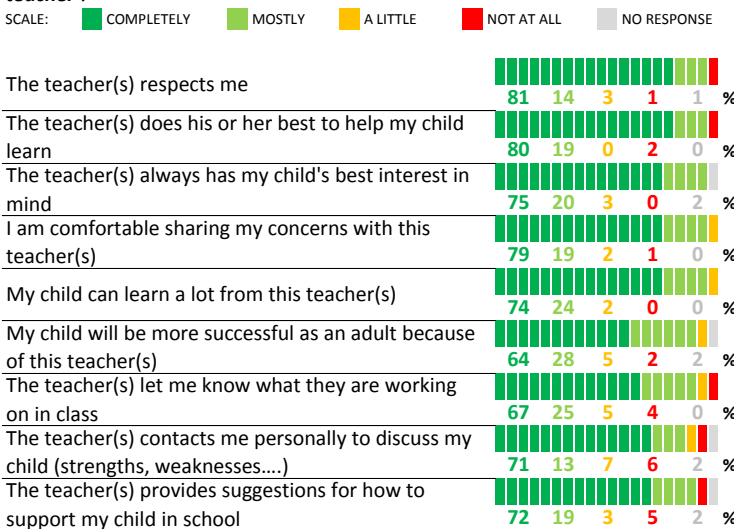 SCALE: COMPLETELY MOSTLY A LITTLE NOT AT ALL NO RESPONSE
The teacher(s) respects me
81 14 3 1 1 %
The teacher(s) does his or her best to help my child
learn
80 19 0 2 0 %
The teacher(s) always has my child's best interest in
mind
75 20 3 0 2 %
I am comfortable sharing my concerns with this
teacher(s)
79 19 2 1 0 %
My child can learn a lot from this teacher(s)
74 24 2 0 0 %
My child will be more successful as an adult because
of this teacher(s)
64 28 5 2 2 %
The teacher(s) let me know what they are working
on in class
67 25 5 4 0 %
The teacher(s) contacts me personally to discuss my
child (strengths, weaknesses....)
71 13 7 6 2 %
The teacher(s) provides suggestions for how to
support my child in school
72 19 3 5 2 %